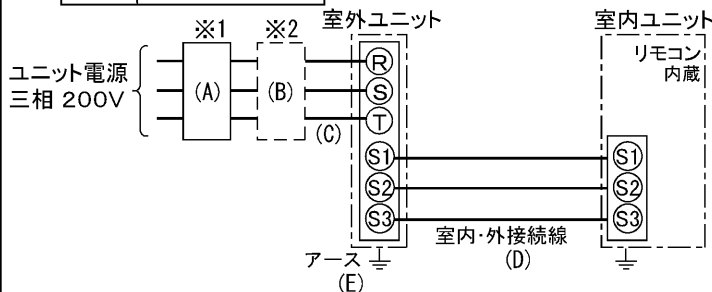 ※1
※2
室外ユニット
室内ユニット
リモコン
内蔵
ユニット電源
三相 200V
(A)
(B)
(C)
R
S
T
S1
S2
S3
S1
S2
S3
室内・外接続線
(D)
アース
(E)